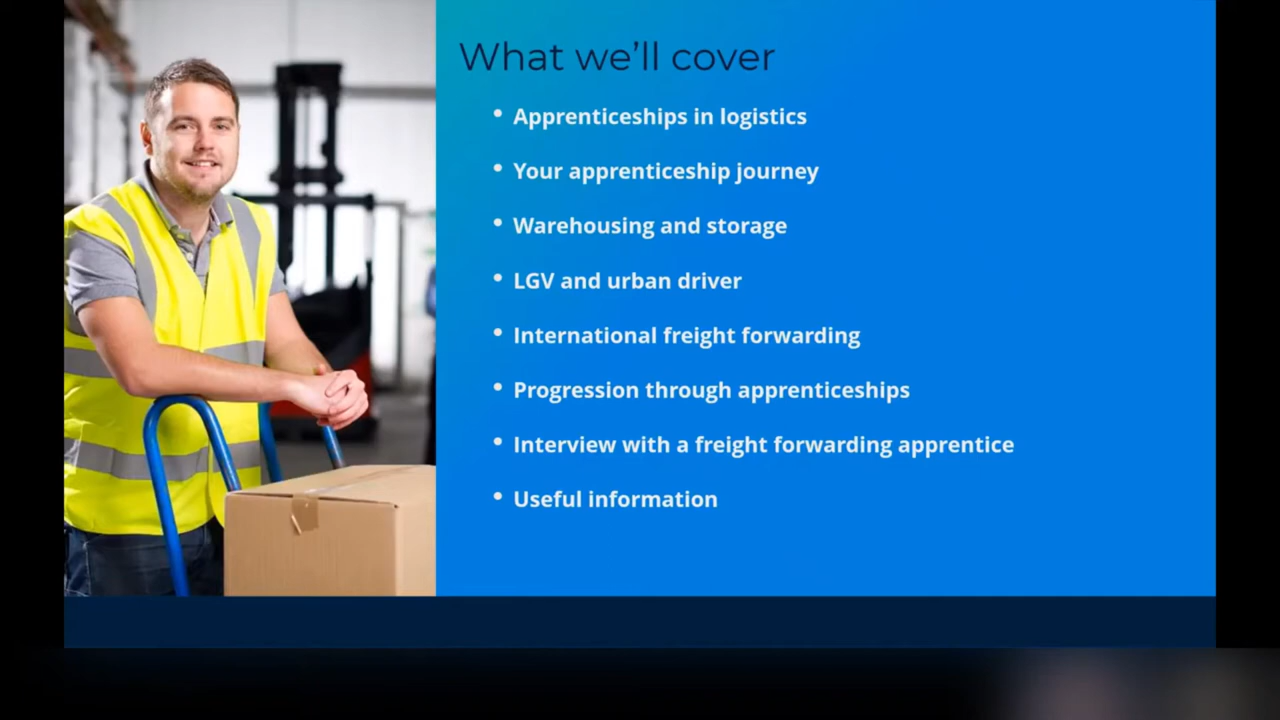 What we’ll cover
• Apprenticeships in logistics
• Your apprenticeship journey
• Warehousing and storage
• LGV and urban driver
• International freight forwarding
• Progression through apprenticeships
• Interview with a freight forwarding apprentice
• Useful information